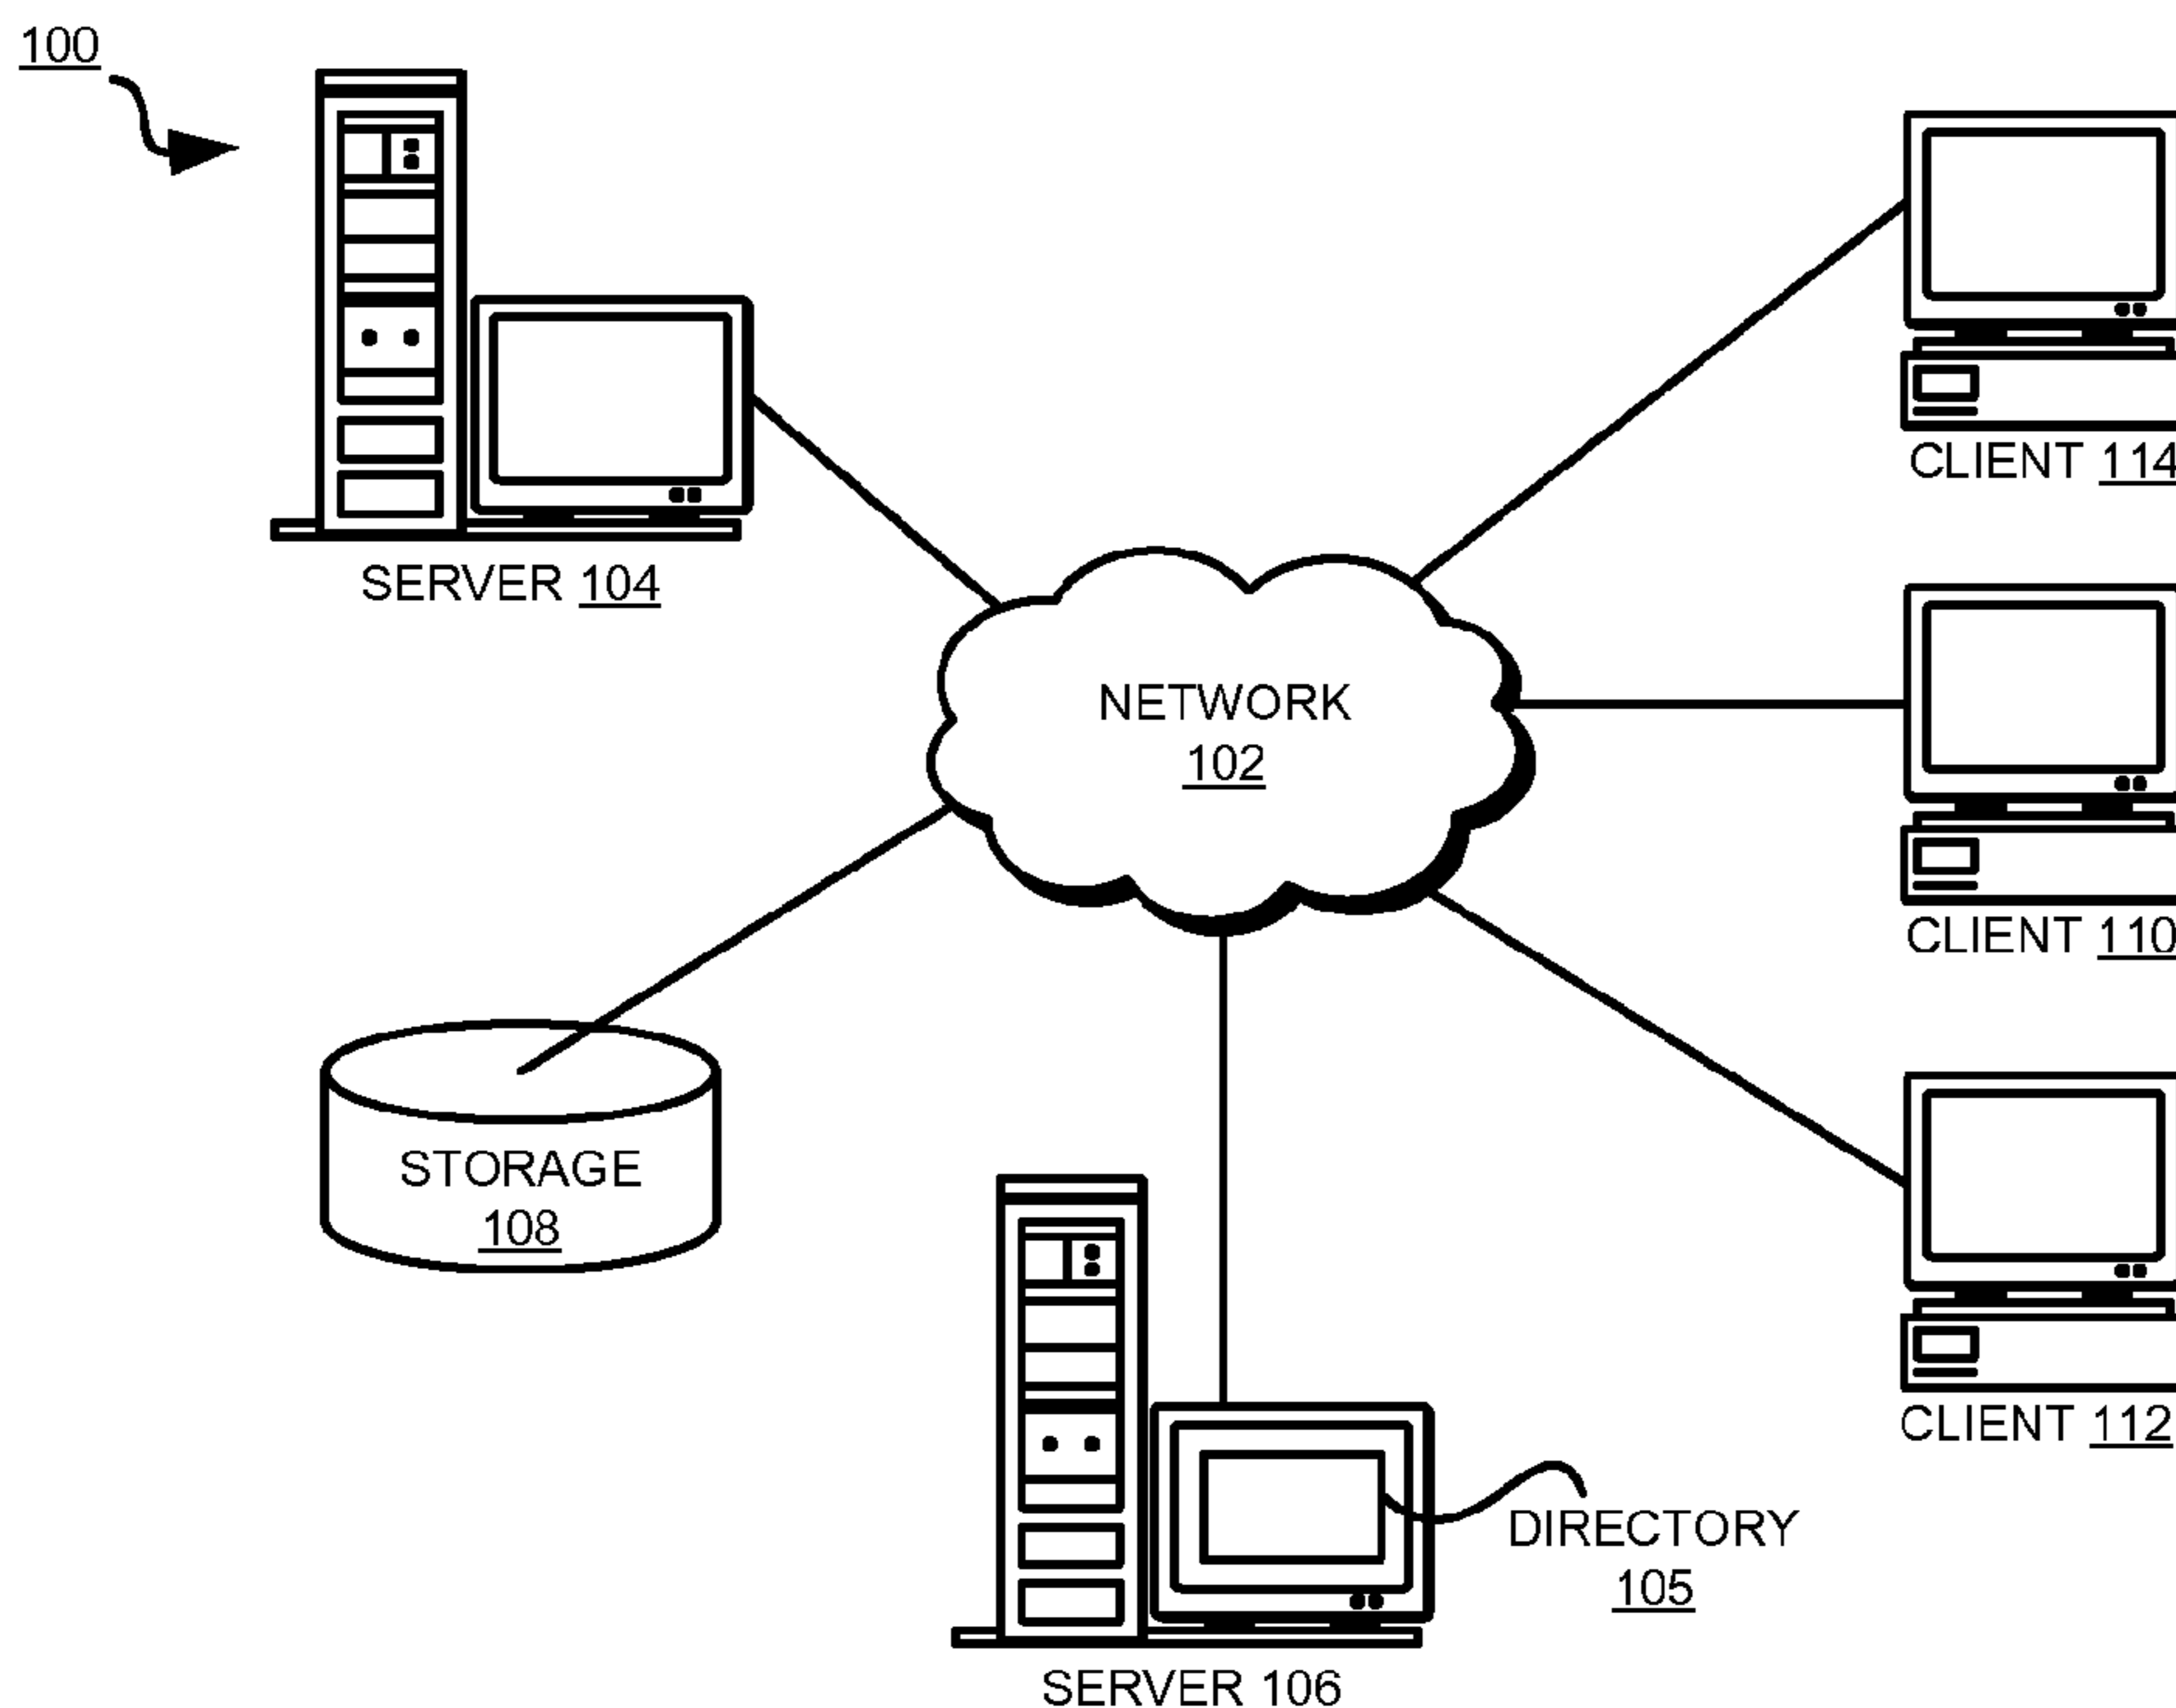 100
SERVER 104
CLIENT 114
NETWORK
102
CLIENT 110
STORAGE
108
CLIENT 112
DIRECTORY
105
SERVER 106